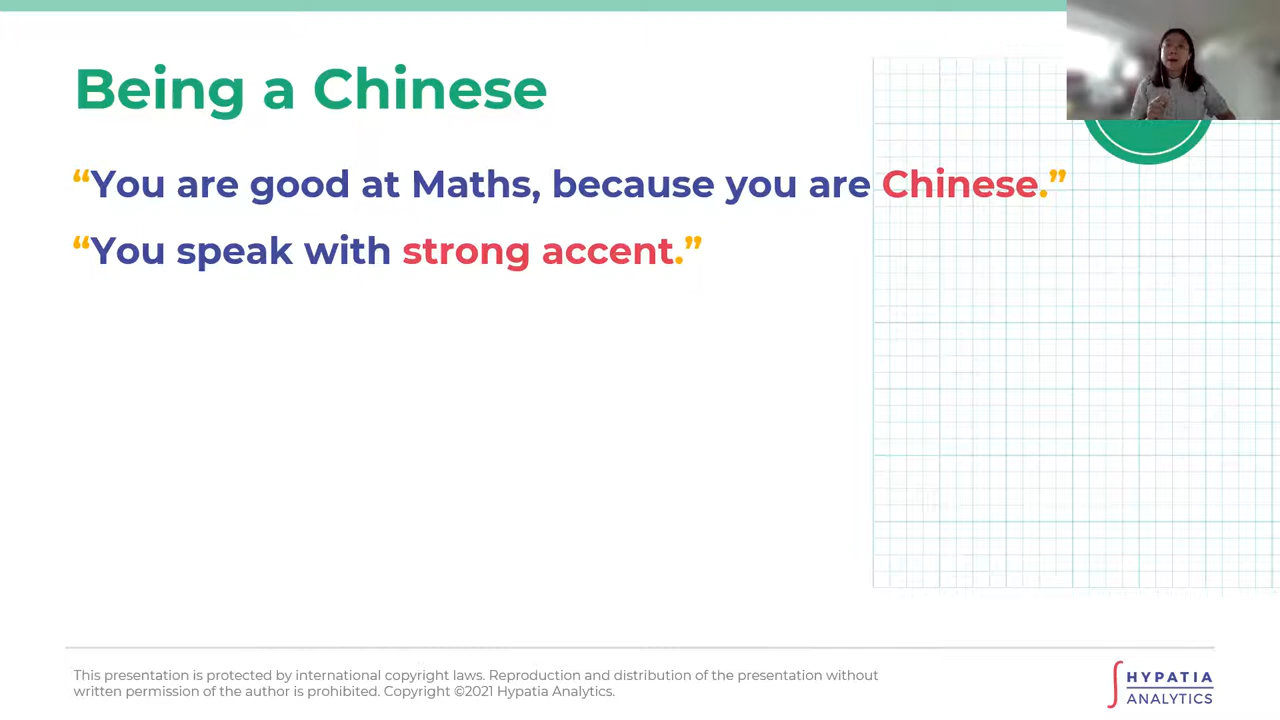 Being a Chinese
“You are good at Maths, because you are Chinese.”
“You speak with strong accent.”
This presentation is protected by international copyright laws. Reproduction and distribution of the presentation without
written permission of the author is prohibited. Copyright ©2021 Hypatia Analytics.
HYPATIA
ANALYTICS